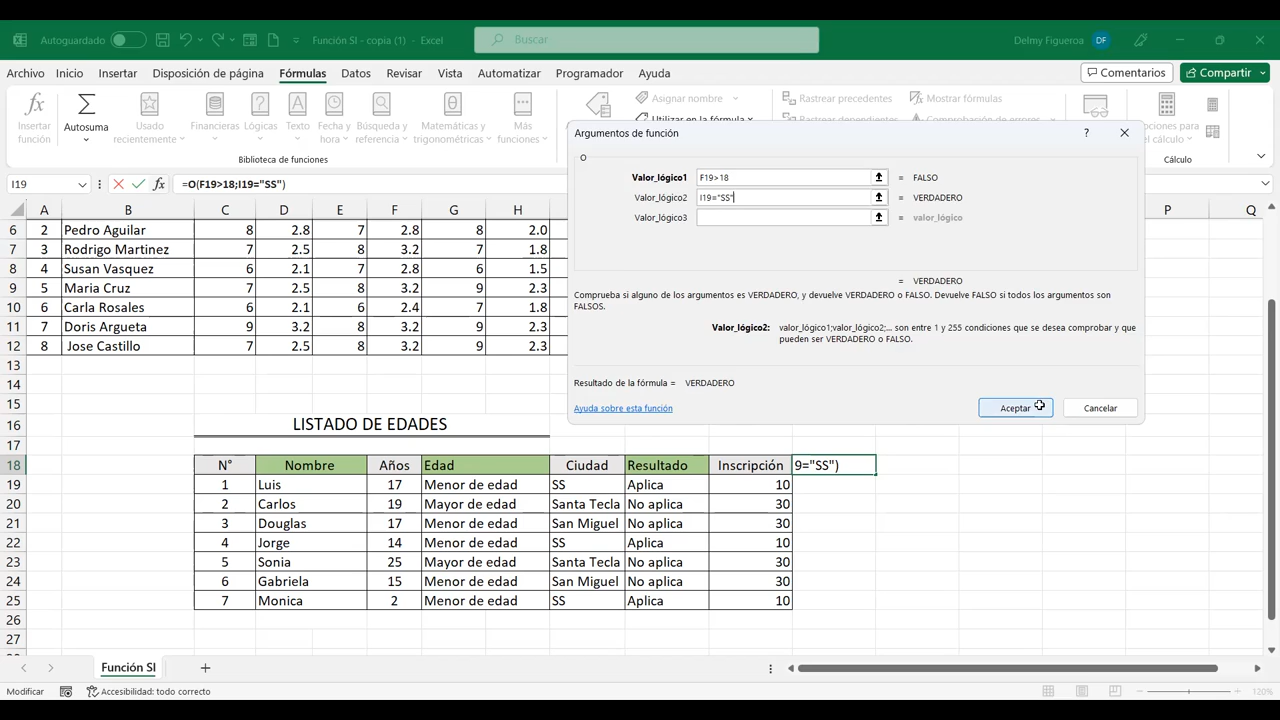 Autoguardado
Función SI - copia (1) - Excel
Buscar
Delmy Figueroa DF
Archivo Inicio Insertar Disposición de página Fórmulas Datos Revisar Vista Automatizar Programador Ayuda
Comentarios Compartir
Insertar función
Autosuma
Usado recientemente
Financieras
Lógicas
Texto
Fecha y hora
Búsqueda y referencia
Matemáticas y trigonométricas
Más funciones
Biblioteca de funciones
Asignar nombre
Utilizar en la fórmula
Rastrear precedentes
Mostrar fórmulas
Cálculo
Argumentos de función
?
O
Valor_lógico1 F19>18 = FALSO
Valor_lógico2 I19="SS" = VERDADERO
Valor_lógico3 = valor_lógico
= VERDADERO
Comprueba si alguno de los argumentos es VERDADERO, y devuelve VERDADERO o FALSO. Devuelve FALSO si todos los argumentos son
FALSOS.
Valor_lógico2: valor_lógico1;valor_lógico2;... son entre 1 y 255 condiciones que se desea comprobar y que
pueden ser VERDADERO o FALSO.
Resultado de la fórmula = VERDADERO
Ayuda sobre esta función
Aceptar Cancelar
I19 fx =O(F19>18;I19="SS")
A B C D E F G H P Q
6 2 Pedro Aguilar 8 2.8 7 2.8 8 2.0
7 3 Rodrigo Martinez 7 2.5 8 3.2 7 1.8
8 4 Susan Vasquez 6 2.1 7 2.8 6 1.5
9 5 Maria Cruz 7 2.5 8 3.2 9 2.3
10 6 Carla Rosales 6 2.1 6 2.4 7 1.8
11 7 Doris Argueta 9 3.2 8 3.2 9 2.3
12 8 Jose Castillo 7 2.5 8 3.2 9 2.3
13
14
15
16 LISTADO DE EDADES
17
18 N° Nombre Años Edad Ciudad Resultado Inscripción 9="SS")
19 1 Luis 17 Menor de edad SS Aplica 10
20 2 Carlos 19 Mayor de edad Santa Tecla No aplica 30
21 3 Douglas 17 Menor de edad San Miguel No aplica 30
22 4 Jorge 14 Menor de edad SS Aplica 10
23 5 Sonia 25 Mayor de edad Santa Tecla No aplica 30
24 6 Gabriela 15 Menor de edad San Miguel No aplica 30
25 7 Monica 2 Menor de edad SS Aplica 10
26
27
Función SI
Modificar Accesibilidad: todo correcto 120%